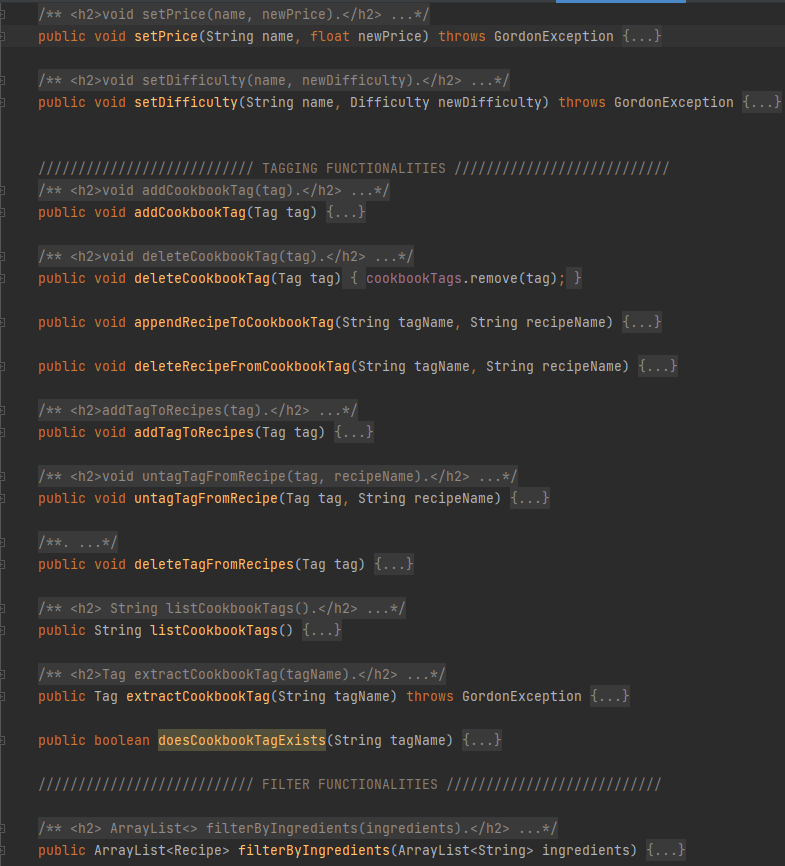 /** <h2>void setPrice(name, newPrice).</h2> ...*/
public void setPrice(String name, float newPrice) throws GordonException {...}
/** <h2>void setDifficulty(name, newDifficulty).</h2> ...*/
public void setDifficulty(String name, Difficulty newDifficulty) throws GordonException {...}
/////////////////////////// TAGGING FUNCTIONALITIES ///////////////////////////
/** <h2>void addCookbookTag(tag).</h2> ...*/
public void addCookbookTag(Tag tag) {...}
/** <h2>void deleteCookbookTag(tag).</h2> ...*/
public void deleteCookbookTag(Tag tag) { cookbookTags.remove(tag); }
public void appendRecipeToCookbookTag(String tagName, String recipeName) {...}
public void deleteRecipeFromCookbookTag(String tagName, String recipeName) {...}
/** <h2>addTagToRecipes(tag).</h2> ...*/
public void addTagToRecipes(Tag tag) {...}
/** <h2>void untagTagFromRecipe(tag, recipeName).</h2> ...*/
public void untagTagFromRecipe(Tag tag, String recipeName) {...}
/**. ...*/
public void deleteTagFromRecipes(Tag tag) {...}
/** <h2> String listCookbookTags().</h2> ...*/
public String listCookbookTags() {...}
/** <h2>Tag extractCookbookTag(tagName).</h2> ...*/
public Tag extractCookbookTag(String tagName) throws GordonException {...}
public boolean doesCookbookTagExists(String tagName) {...}
/////////////////////////// FILTER FUNCTIONALITIES ///////////////////////////
/** <h2> ArrayList<> filterByIngredients(ingredients).</h2> ...*/
public ArrayList<Recipe> filterByIngredients(ArrayList<String> ingredients) {...}